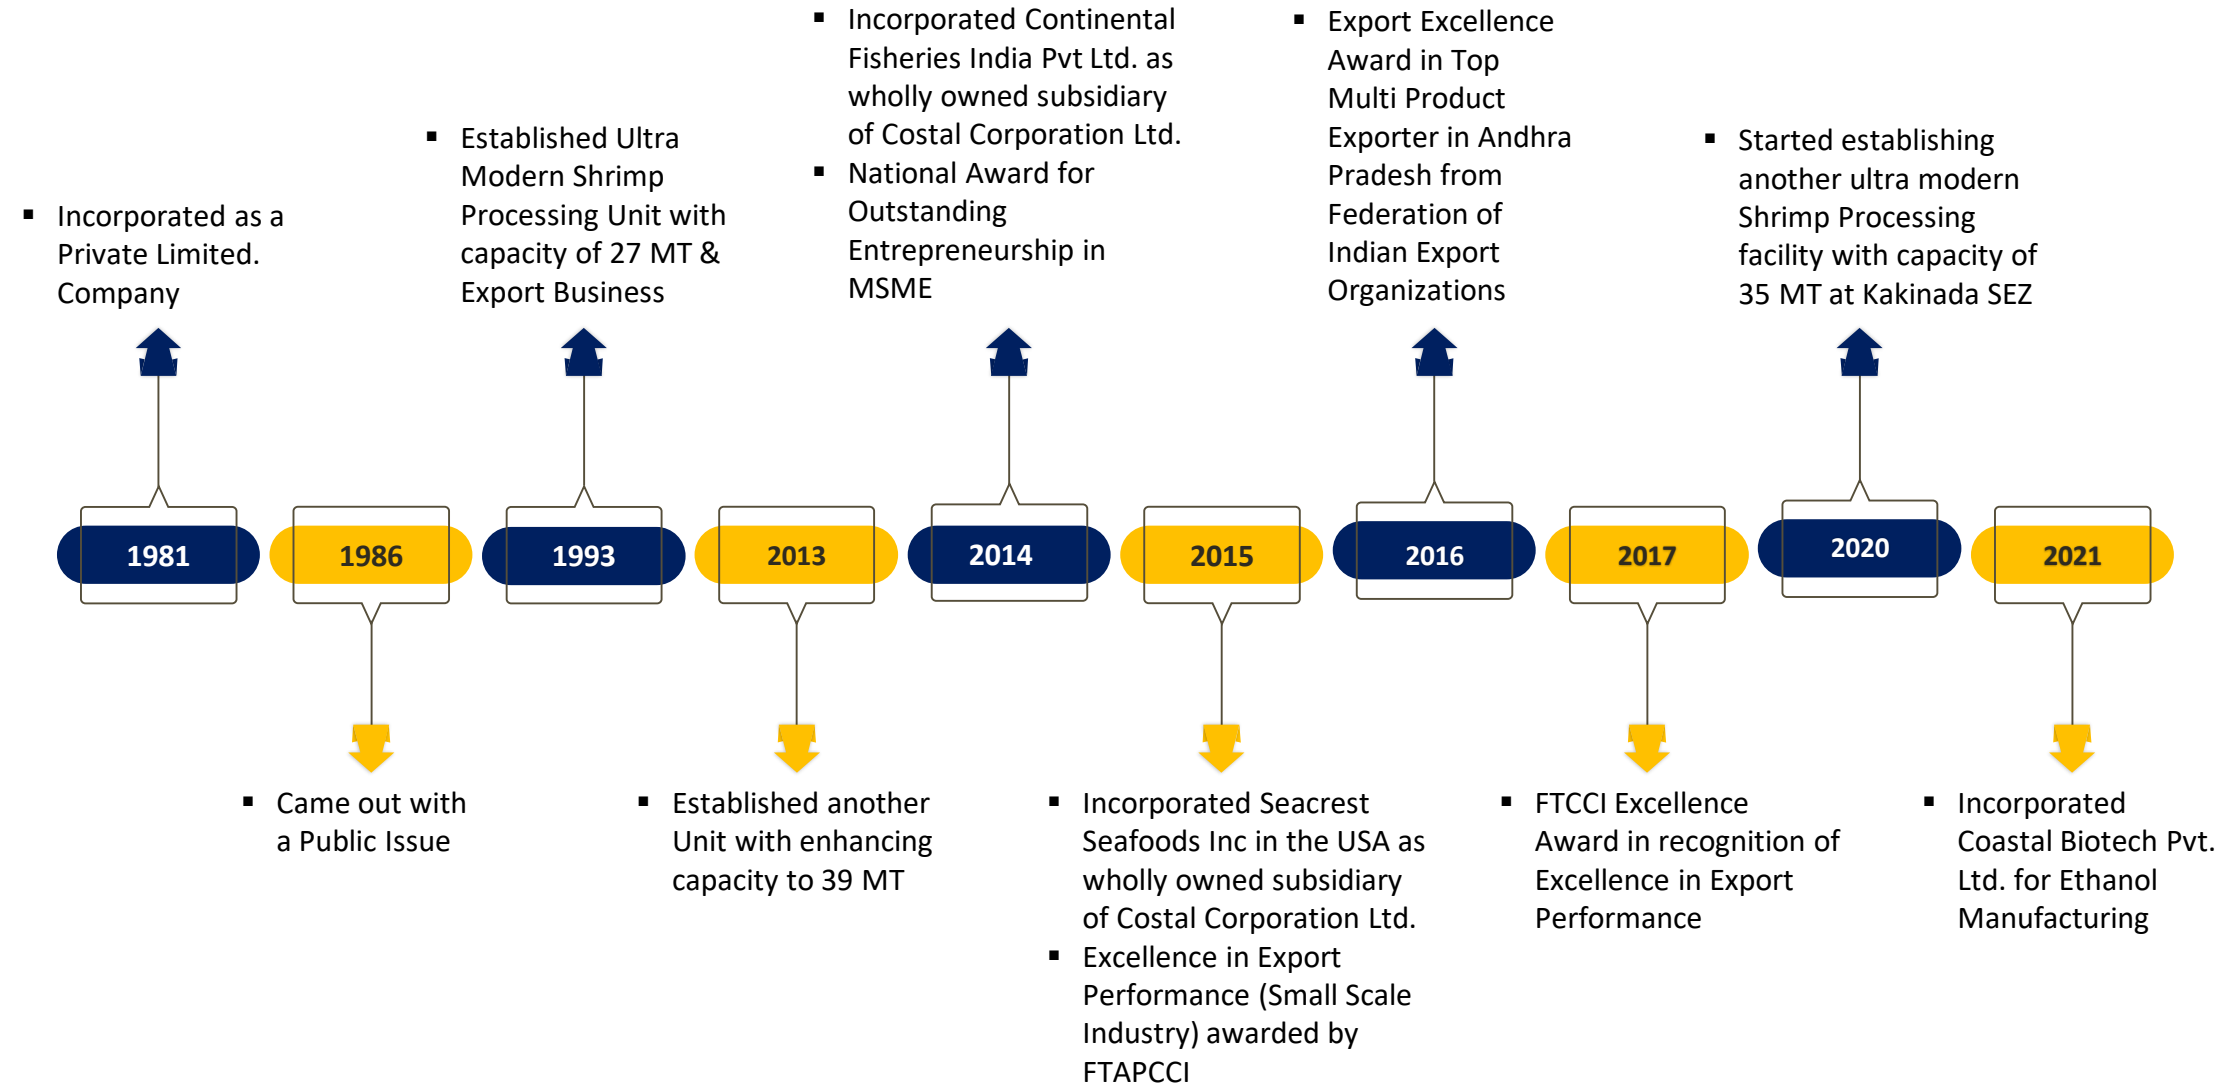 ▪ Incorporated as a
Private Limited.
Company
▪ Established Ultra
Modern Shrimp
Processing Unit with
capacity of 27 MT &
Export Business
▪ Incorporated Continental
Fisheries India Pvt Ltd. as
wholly owned subsidiary
of Costal Corporation Ltd.
▪ National Award for
Outstanding
Entrepreneurship in
MSME
▪ Export Excellence
Award in Top
Multi Product
Exporter in Andhra
Pradesh from
Federation of
Indian Export
Organizations
▪ Started establishing
another ultra modern
Shrimp Processing
facility with capacity of
35 MT at Kakinada SEZ
1981
1986
1993
2013
2014
2015
2016
2017
2020
2021
▪ Came out with
a Public Issue
▪ Established another
Unit with enhancing
capacity to 39 MT
▪ Incorporated Seacrest
Seafoods Inc in the USA as
wholly owned subsidiary
of Costal Corporation Ltd.
▪ Excellence in Export
Performance (Small Scale
Industry) awarded by
FTAPCCI
▪ FTCCI Excellence
Award in recognition of
Excellence in Export
Performance
▪ Incorporated
Coastal Biotech Pvt.
Ltd. for Ethanol
Manufacturing